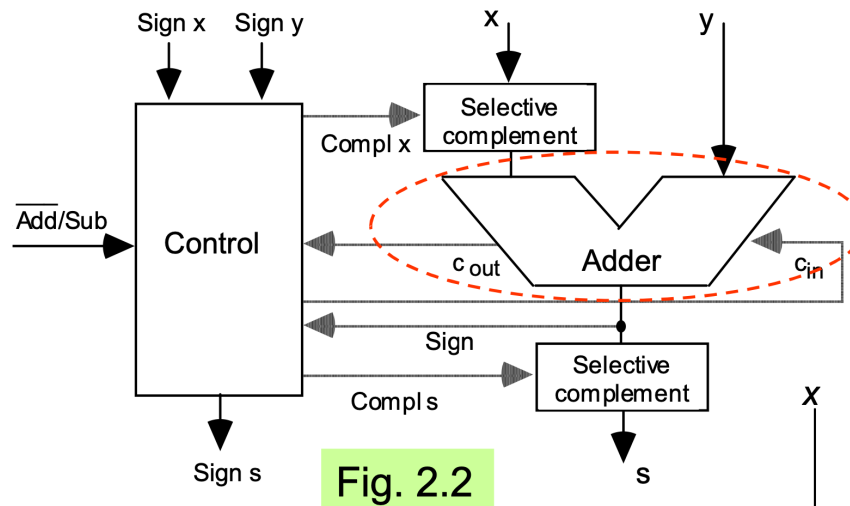 Sign x
Sign y
x
y
Selective
complement
Compl x
Add/Sub
Control
c out
Adder
c in
Sign
Selective
complement
Compl s
x
Sign s
Fig. 2.2
s